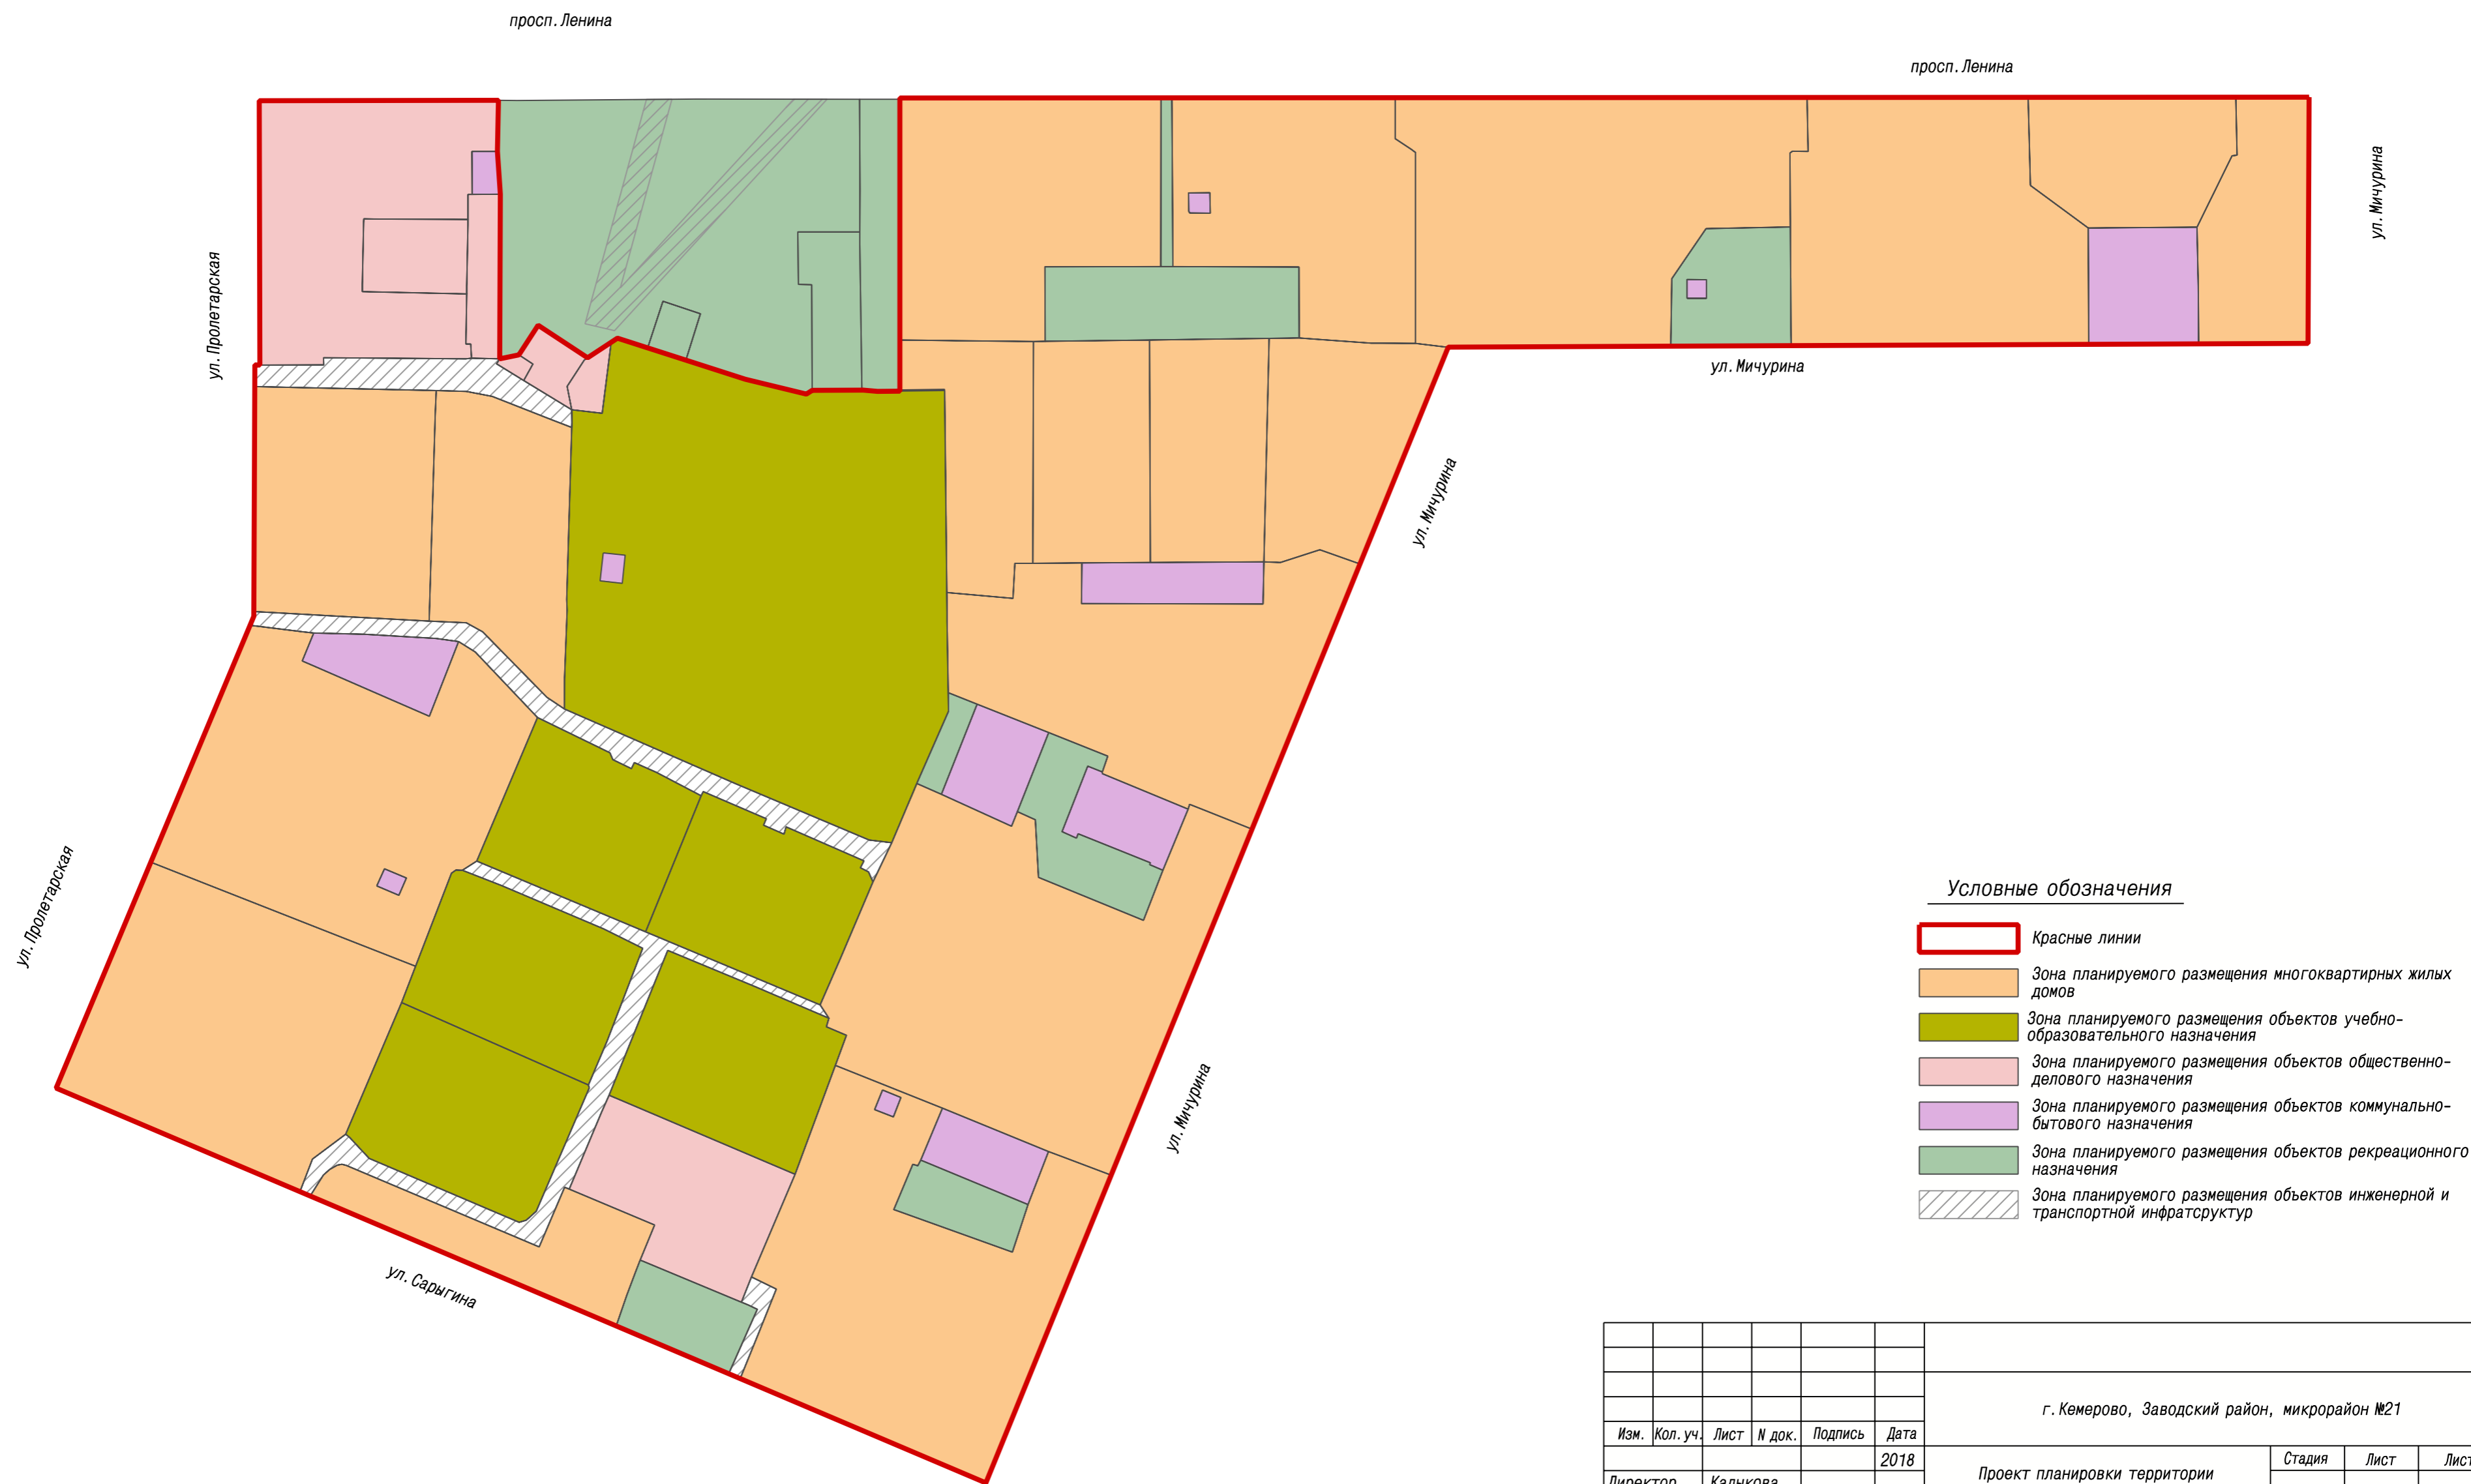 просп.Ленина
просп.Ленина
ул.Мичурина
ул.Пролетарская
ул.Мичурина
ул.Мичурина
ул.Пролетарская
ул.Мичурина
ул.Сарыгина
Условные обозначения
Красные линии
Зона планируемого размещения многоквартирных жилых
домов
Зона планируемого размещения объектов учебно-
образовательного назначения
Зона планируемого размещения объектов общественно-
делового назначения
Зона планируемого размещения объектов коммунально-
бытового назначения
Зона планируемого размещения объектов рекреационного
назначения
Зона планируемого размещения объектов инженерной и
транспортной инфратсруктур
г.Кемерово, Заводский район, микрорайон №21
Изм. Кол.уч. Лист N док. Подпись Дата
2018
Проект планировки территории
Стадия Лист Лист
Директор Калыкова